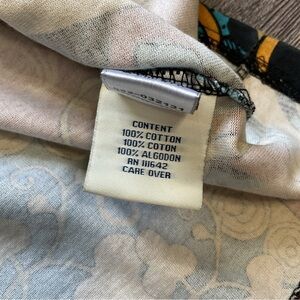 CONTENT
100% COTTON
100% COTON
100% ALGODON
RN 111642
CARE OVER